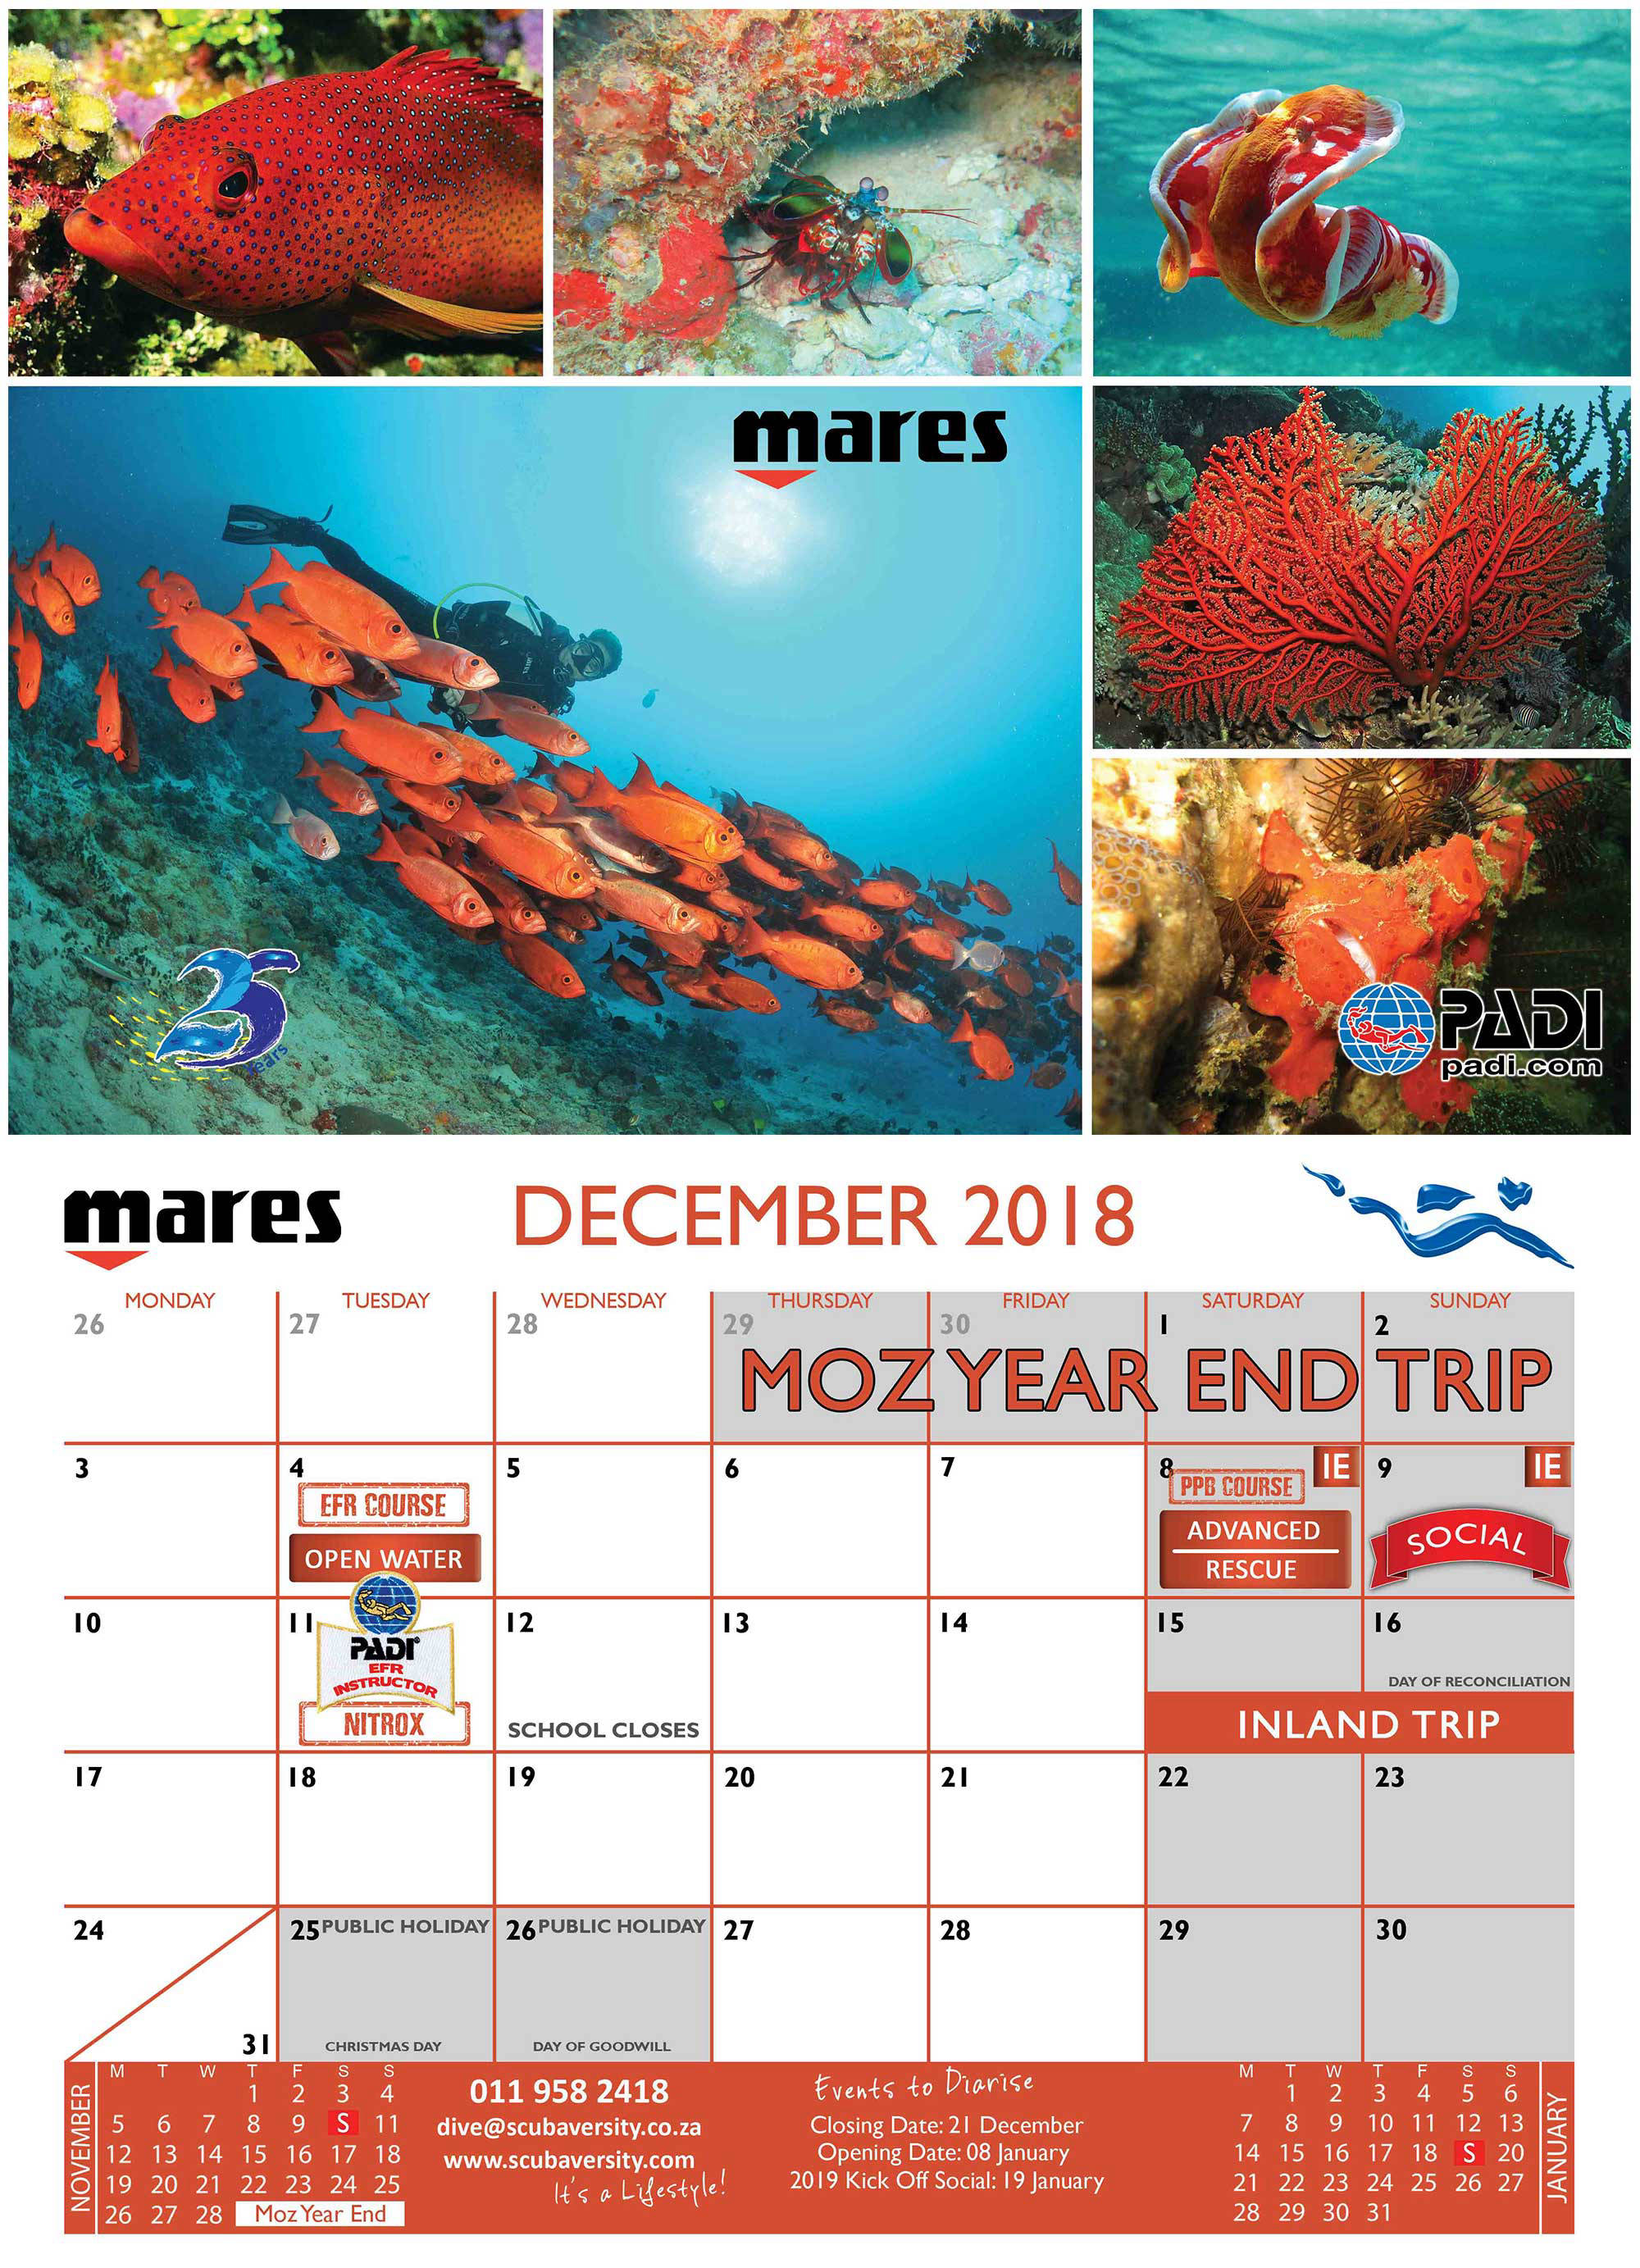 mares
Years
PADI
padi.com
mares
DECEMBER 2018
MONDAY TUESDAY WEDNESDAY THURSDAY FRIDAY SATURDAY SUNDAY
26 27 28 29 30 1 2
MOZ YEAR END TRIP
3 4 5 6 7 8 IE 9 IE
EFR COURSE
OPEN WATER
PPB COURSE
ADVANCED
RESCUE
SOCIAL
10 11 12 13 14 15 16
PADI
EFR
INSTRUCTOR
NITROX
SCHOOL CLOSES
DAY OF RECONCILIATION
INLAND TRIP
17 18 19 20 21 22 23
24 25 PUBLIC HOLIDAY 26 PUBLIC HOLIDAY 27 28 29 30
31 CHRISTMAS DAY DAY OF GOODWILL
NOVEMBER
M T W T F S S
1 2 3 4
5 6 7 8 9 S 11
12 13 14 15 16 17 18
19 20 21 22 23 24 25
26 27 28 Moz Year End
011 958 2418
dive@scubaversity.co.za
www.scubaversity.com
It's a Lifestyle!
Events to Diarise
Closing Date: 21 December
Opening Date: 08 January
2019 Kick Off Social: 19 January
M T W T F S S
1 2 3 4 5 6
7 8 9 10 11 12 13
14 15 16 17 18 S 20
21 22 23 24 25 26 27
28 29 30 31
JANUARY